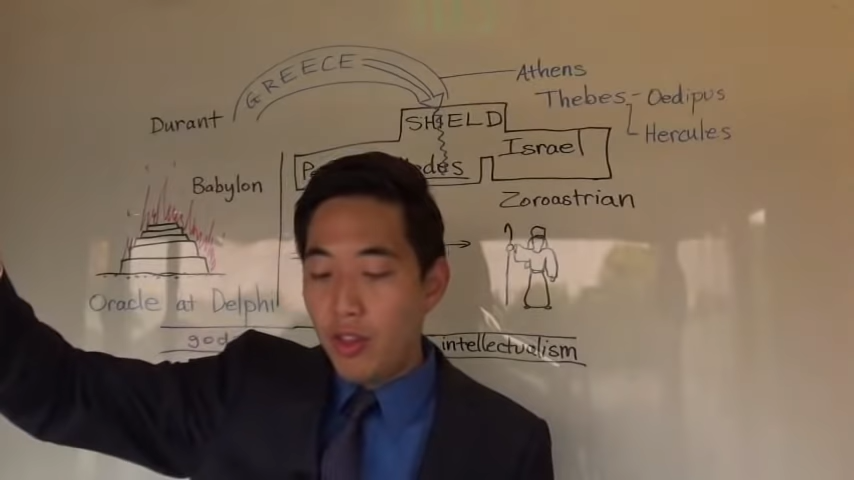 GREECE
Athens
Thebes - Oedipus
Hercules
Durant
SHIELD
Israel
Babylon
Zoroastrian
Oracle at Delphi
intellectualism